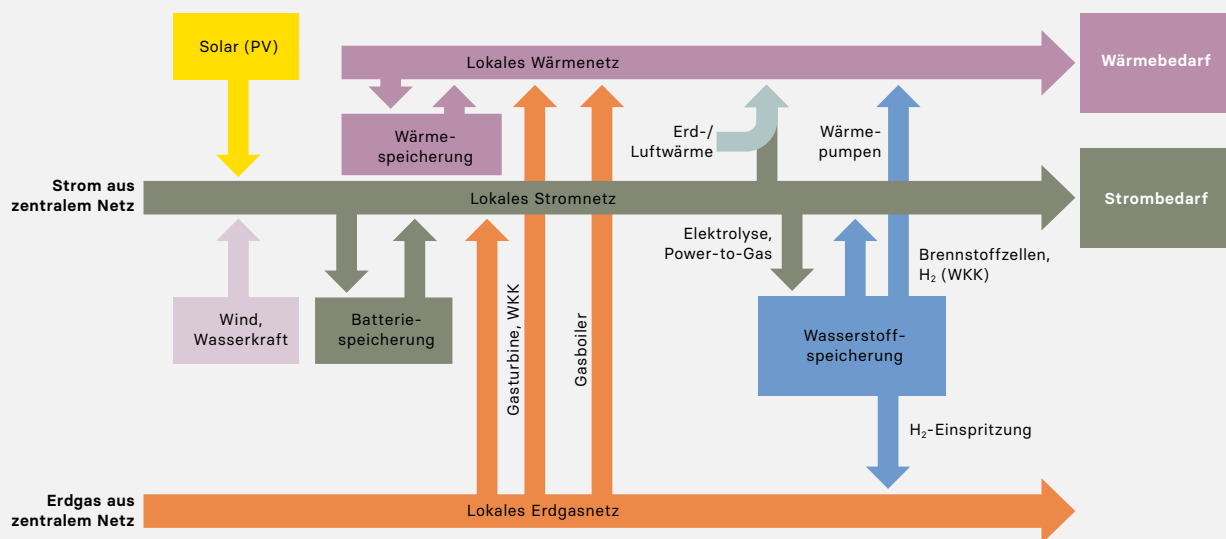 Solar (PV)
Lokales Wärmenetz
Wärmebedarf
Wärme-
speicherung
Erd-/
Luftwärme
Wärme-
pumpen
Strom aus
zentralem Netz
Lokales Stromnetz
Strombedarf
Elektrolyse,
Power-to-Gas
Brennstoffzellen,
H₂ (WKK)
Wind,
Wasserkraft
Batterie-
speicherung
Gasturbine, WKK
Gasboiler
Wasserstoff-
speicherung
H₂-Einspritzung
Erdgas aus
zentralem Netz
Lokales Erdgasnetz